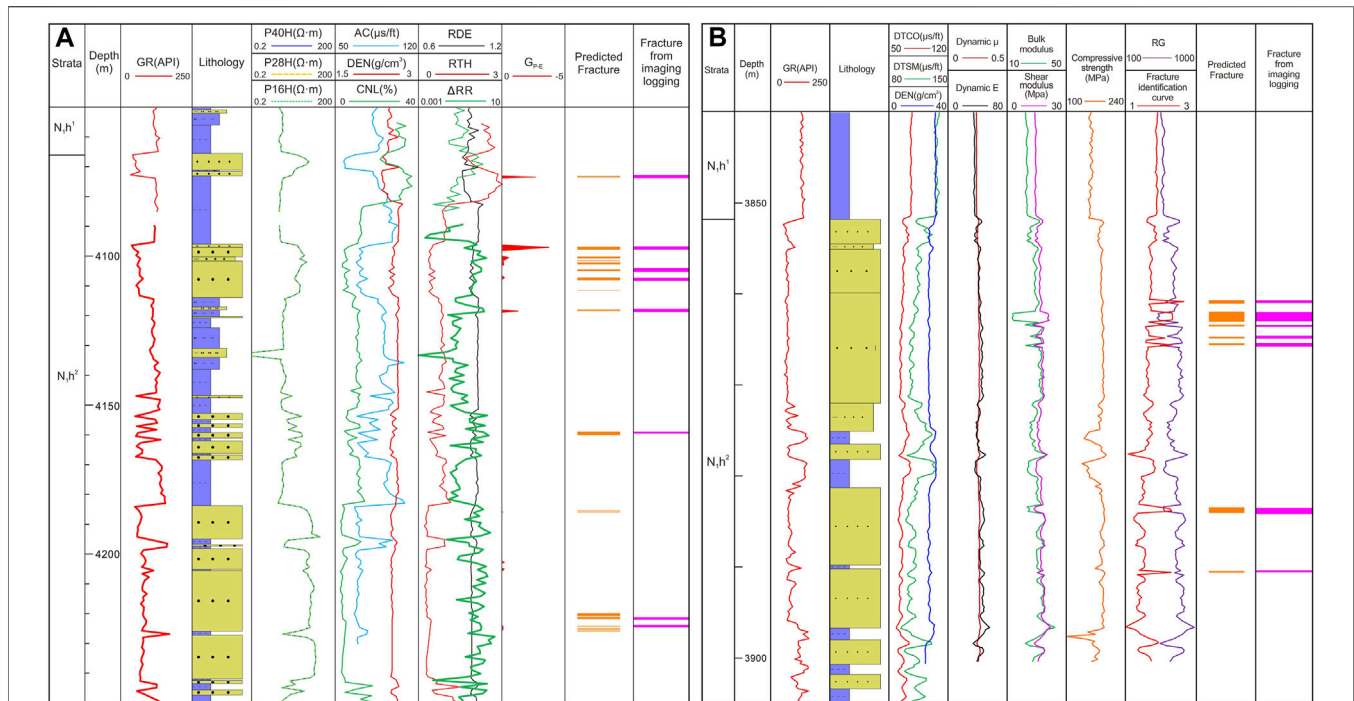 A
Strata
Depth
(m)
GR(API)
0 250
Lithology
P40H(Ω·m)
0.2 200
P28H(Ω·m)
0.2 200
P16H(Ω·m)
0.2 200
AC(μs/ft)
50 120
DEN(g/cm³)
1.5 3
CNL(%)
0 40
RDE
0.6 1.2
RTH
0 3
ΔRR
0.001 10
G P-E
0 -5
Predicted
Fracture
Fracture
from
imaging
logging
N₁h¹
N₁h²
4100
4150
4200
B
Strata
Depth
(m)
GR(API)
0 250
Lithology
DTCO(μs/ft)
50 120
DTSM(μs/ft)
80 150
DEN(g/cm³)
0 40
Dynamic μ
0 0.5
Dynamic E
0 80
Bulk
modulus
10 50
Shear
modulus
(Mpa)
0 30
Compressive
strength
(MPa)
100 240
RG
100 1000
Fracture
identification
curve
1 3
Predicted
Fracture
Fracture
from
imaging
logging
N₁h¹
N₁h²
3850
3900